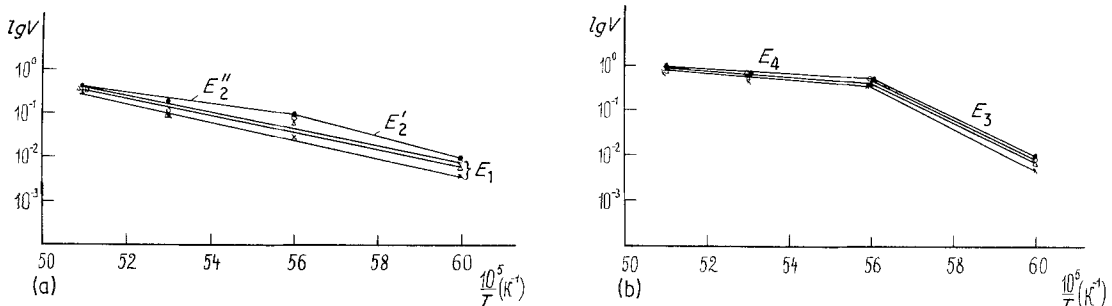 lgV
10⁰
10⁻¹
10⁻²
10⁻³
E₂″
E₂′
E₁
50 52 54 56 58 60
10⁵/T (K⁻¹)
(a)
lgV
10⁰
10⁻¹
10⁻²
10⁻³
E₄
E₃
50 52 54 56 58 60
10⁵/T (K⁻¹)
(b)